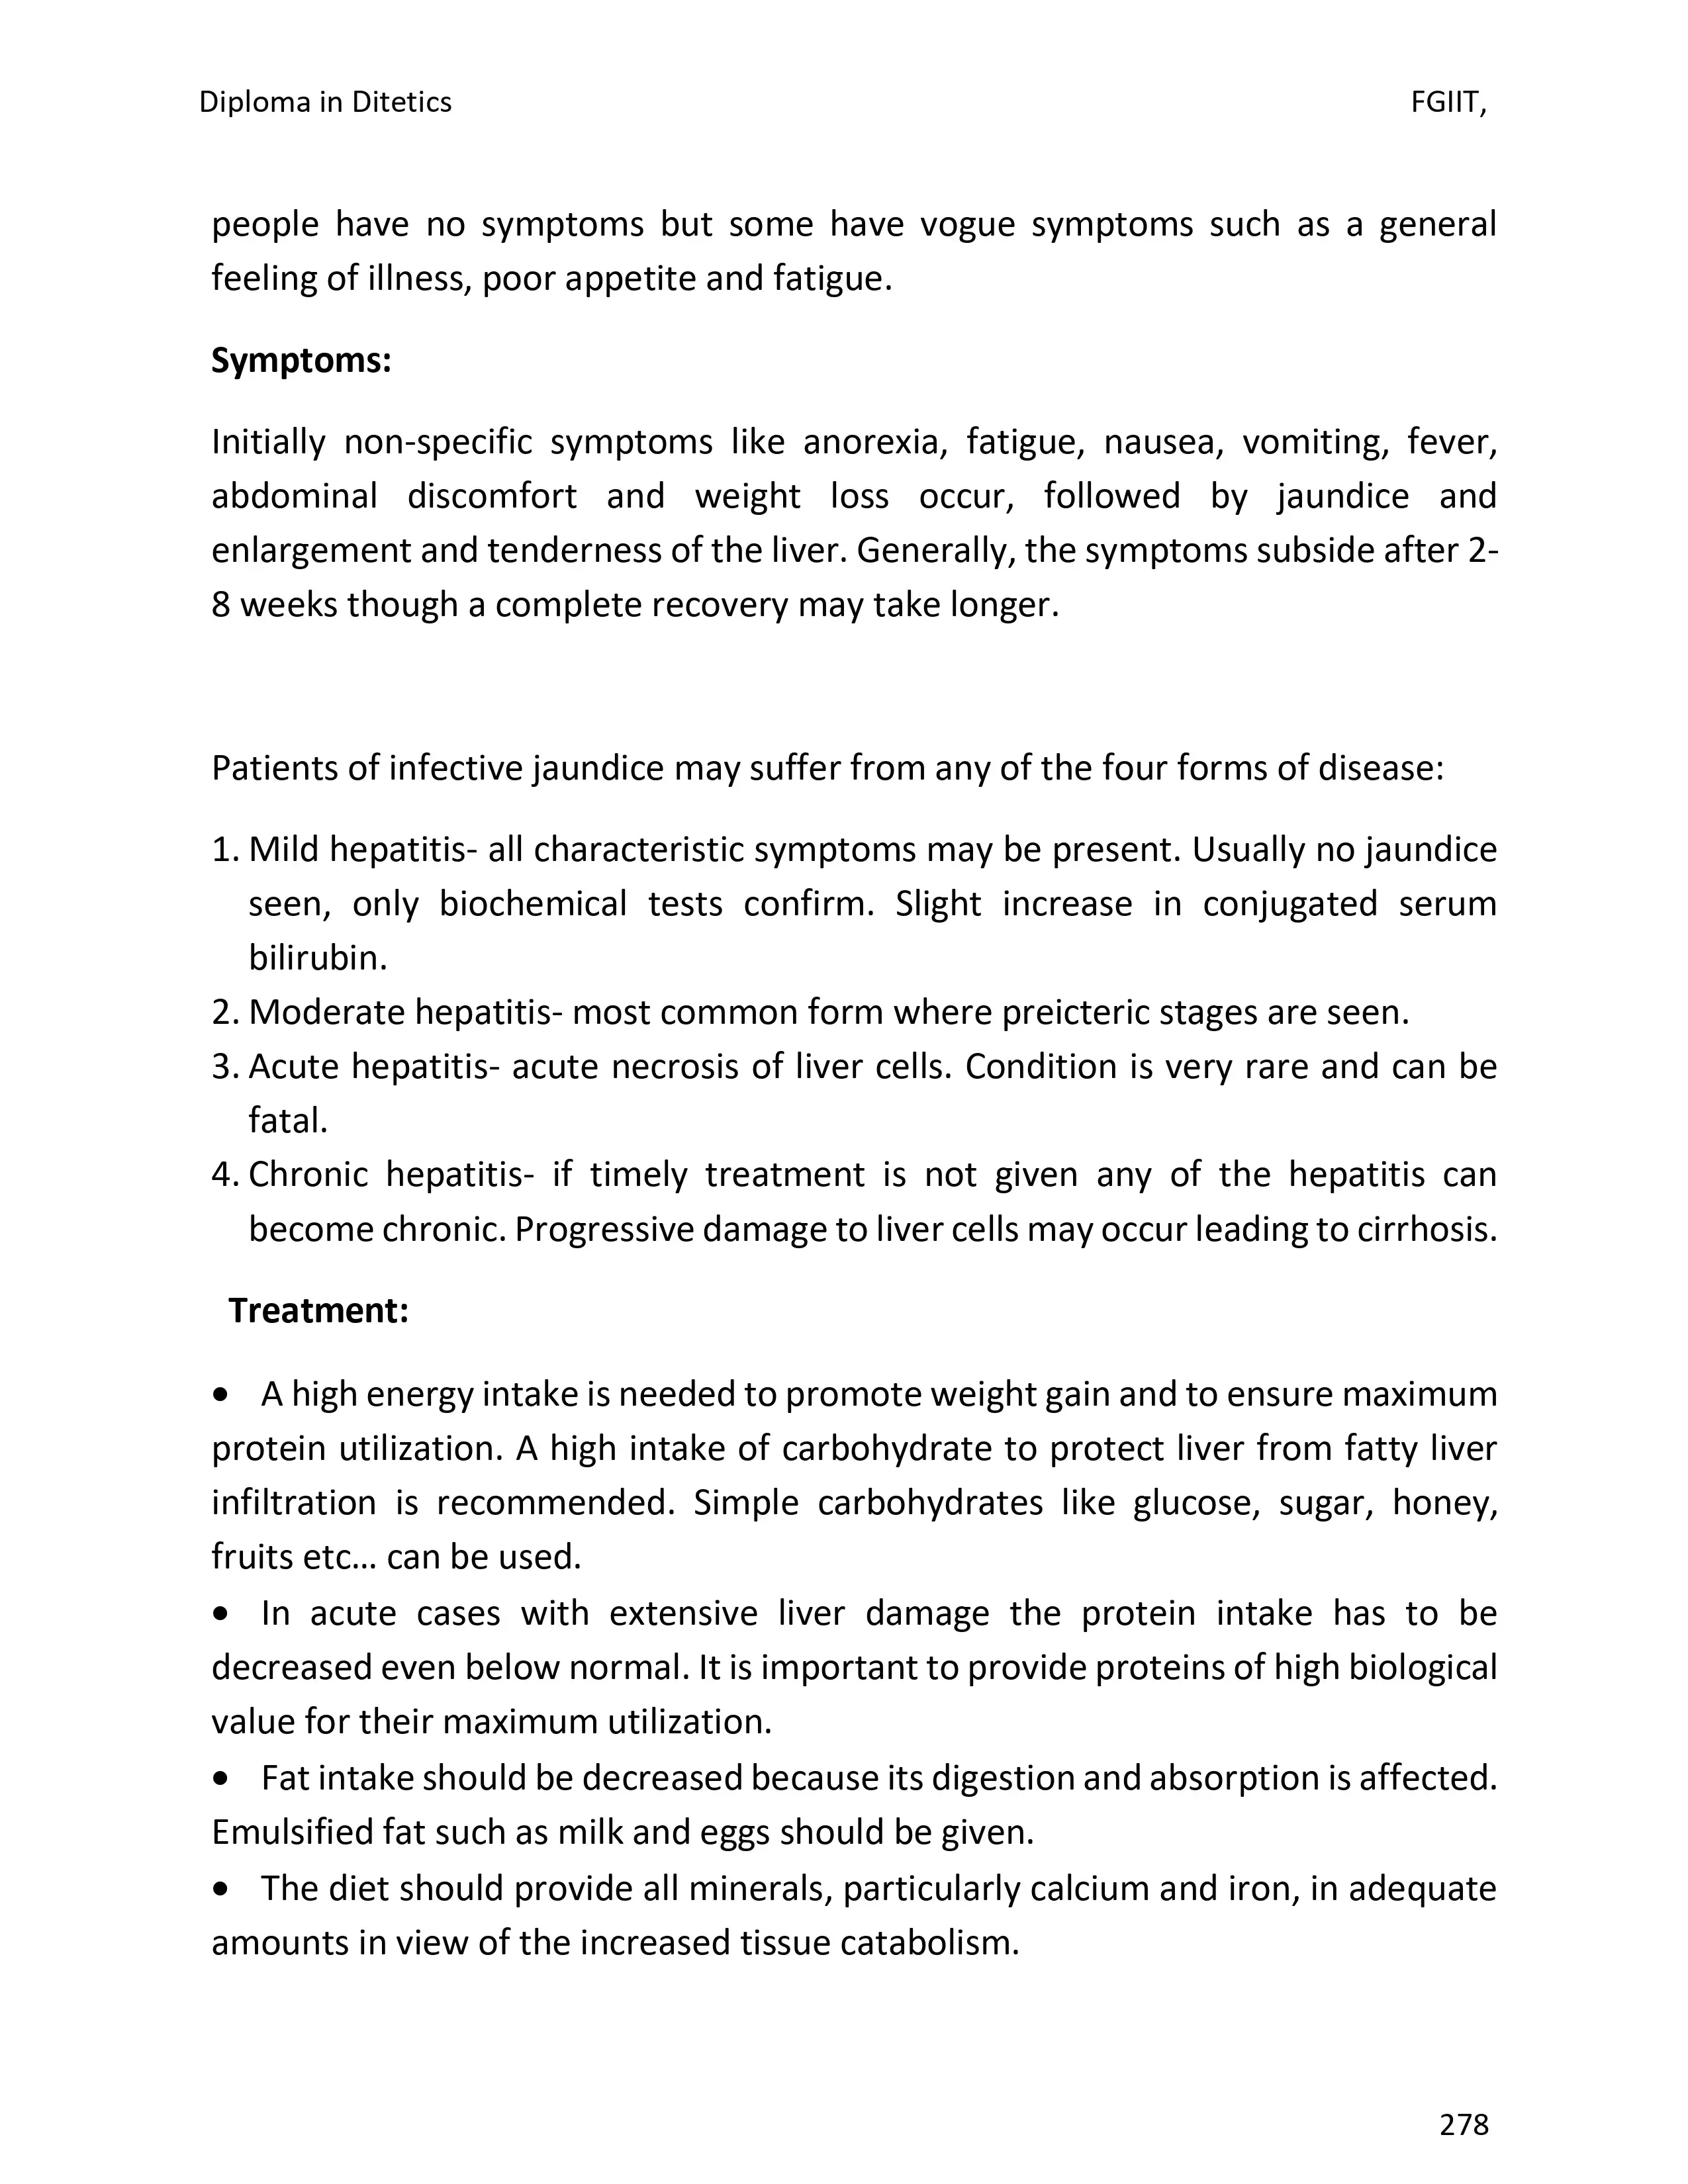 Diploma in Ditetics FGIIT,
people have no symptoms but some have vogue symptoms such as a general
feeling of illness, poor appetite and fatigue.
Symptoms:
Initially non-specific symptoms like anorexia, fatigue, nausea, vomiting, fever,
abdominal discomfort and weight loss occur, followed by jaundice and
enlargement and tenderness of the liver. Generally, the symptoms subside after 2-
8 weeks though a complete recovery may take longer.
Patients of infective jaundice may suffer from any of the four forms of disease:
1. Mild hepatitis- all characteristic symptoms may be present. Usually no jaundice
seen, only biochemical tests confirm. Slight increase in conjugated serum
bilirubin.
2. Moderate hepatitis- most common form where preicteric stages are seen.
3. Acute hepatitis- acute necrosis of liver cells. Condition is very rare and can be
fatal.
4. Chronic hepatitis- if timely treatment is not given any of the hepatitis can
become chronic. Progressive damage to liver cells may occur leading to cirrhosis.
Treatment:
• A high energy intake is needed to promote weight gain and to ensure maximum
protein utilization. A high intake of carbohydrate to protect liver from fatty liver
infiltration is recommended. Simple carbohydrates like glucose, sugar, honey,
fruits etc... can be used.
• In acute cases with extensive liver damage the protein intake has to be
decreased even below normal. It is important to provide proteins of high biological
value for their maximum utilization.
• Fat intake should be decreased because its digestion and absorption is affected.
Emulsified fat such as milk and eggs should be given.
• The diet should provide all minerals, particularly calcium and iron, in adequate
amounts in view of the increased tissue catabolism.
278